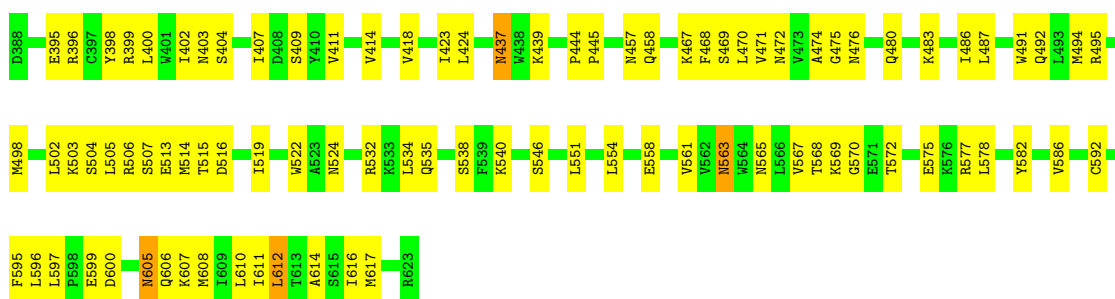 D388 E395 R396 C397 Y398 R399 L400 W401 I402 N403 S404 I407 D408 S409 Y410 V411 V414 V418 I423 L424 N437 W438 K439 P444 P445 N457 Q458 K467 F468 S469 L470 V471 N472 V473 A474 G475 N476 Q480 K483 I486 L487 W491 Q492 L493 M494 R495
M498 L502 K503 S504 L505 R506 S507 E513 M514 T515 D516 I519 W522 A523 N524 R532 K533 L534 Q535 S538 F539 K540 S546 L551 L554 E558 V561 V562 N563 W564 N565 L566 V567 T568 K569 G570 E571 T572 E575 K576 R577 L578 Y582 V586 C592
F595 L596 L597 P598 E599 D600 N605 Q606 K607 M608 I609 L610 I611 L612 T613 A614 S615 I616 M617 R623